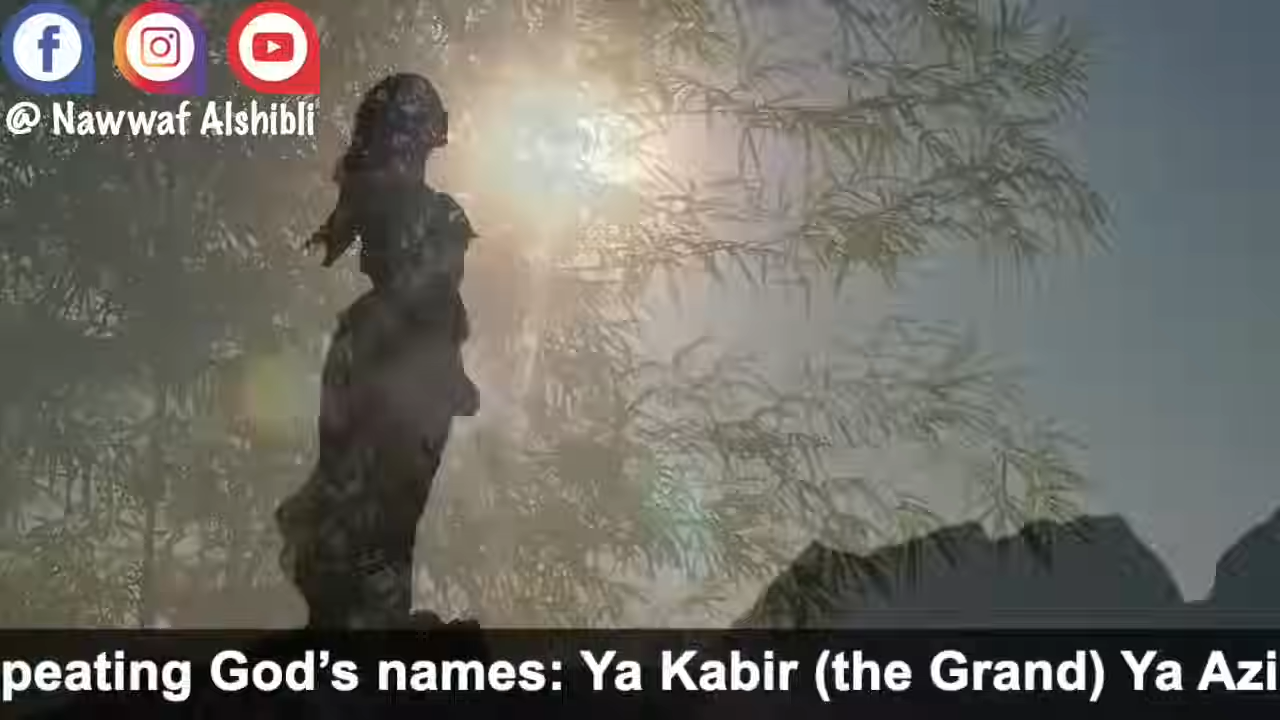 @ Nawwaf Alshibli
peating God’s names: Ya Kabir (the Grand) Ya Azi